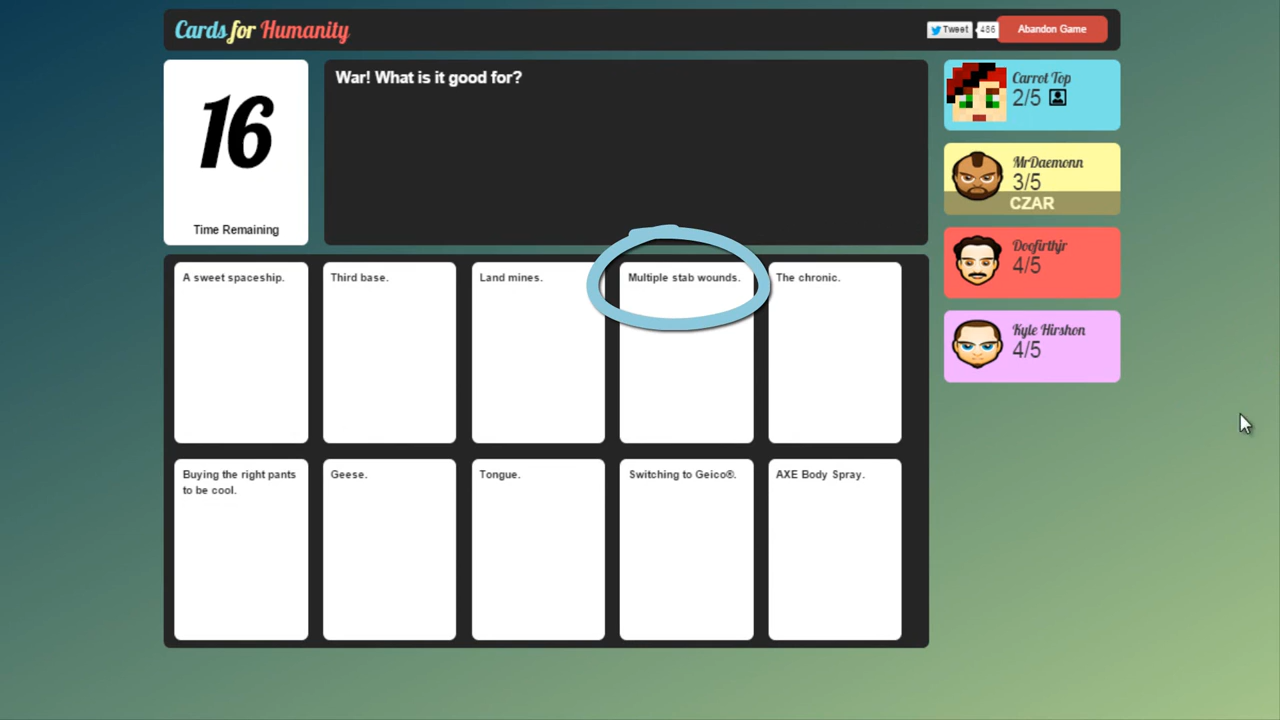 Cards for Humanity
Tweet
486
Abandon Game
16
Time Remaining
War! What is it good for?
Carrot Top
2/5
MrDaemonn
3/5
CZAR
Doofirthjr
4/5
Kyle Hirshon
4/5
A sweet spaceship.
Third base.
Land mines.
Multiple stab wounds.
The chronic.
Buying the right pants
to be cool.
Geese.
Tongue.
Switching to Geico®.
AXE Body Spray.